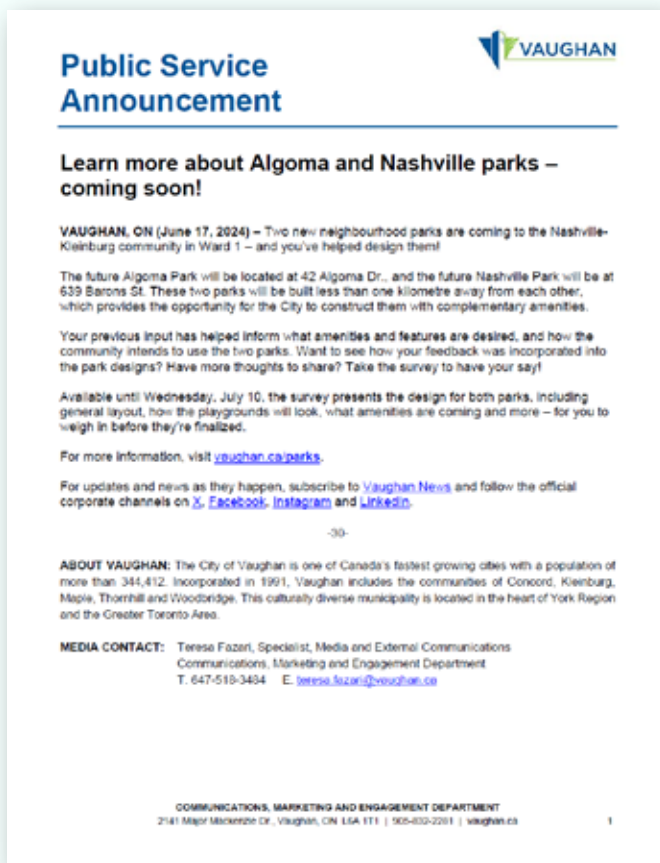 VAUGHAN
Public Service
Announcement
Learn more about Algoma and Nashville parks –
coming soon!
VAUGHAN, ON (June 17, 2024) – Two new neighbourhood parks are coming to the Nashville-
Kleinburg community in Ward 1 – and you've helped design them!
The future Algoma Park will be located at 42 Algoma Dr., and the future Nashville Park will be at
639 Barons St. These two parks will be built less than one kilometre away from each other,
which provides the opportunity for the City to construct them with complementary amenities.
Your previous input has helped inform what amenities and features are desired, and how the
community intends to use the two parks. Want to see how your feedback was incorporated into
the park designs? Have more thoughts to share? Take the survey to have your say!
Available until Wednesday, July 10, the survey presents the design for both parks, including
general layout, how the playgrounds will look, what amenities are coming and more – for you to
weigh in before they're finalized.
For more information, visit vaughan.ca/parks.
For updates and news as they happen, subscribe to Vaughan News and follow the official
corporate channels on X, Facebook, Instagram and LinkedIn.
-30-
ABOUT VAUGHAN: The City of Vaughan is one of Canada's fastest growing cities with a population of
more than 344,412. Incorporated in 1991, Vaughan includes the communities of Concord, Kleinburg,
Maple, Thornhill and Woodbridge. This culturally diverse municipality is located in the heart of York Region
and the Greater Toronto Area.
MEDIA CONTACT: Teresa Fazari, Specialist, Media and External Communications
Communications, Marketing and Engagement Department
T. 647-518-3484 E. teresa.fazari@vaughan.ca
COMMUNICATIONS, MARKETING AND ENGAGEMENT DEPARTMENT
2141 Major Mackenzie Dr., Vaughan, ON L6A 1T1 | 905-832-2281 | vaughan.ca 1